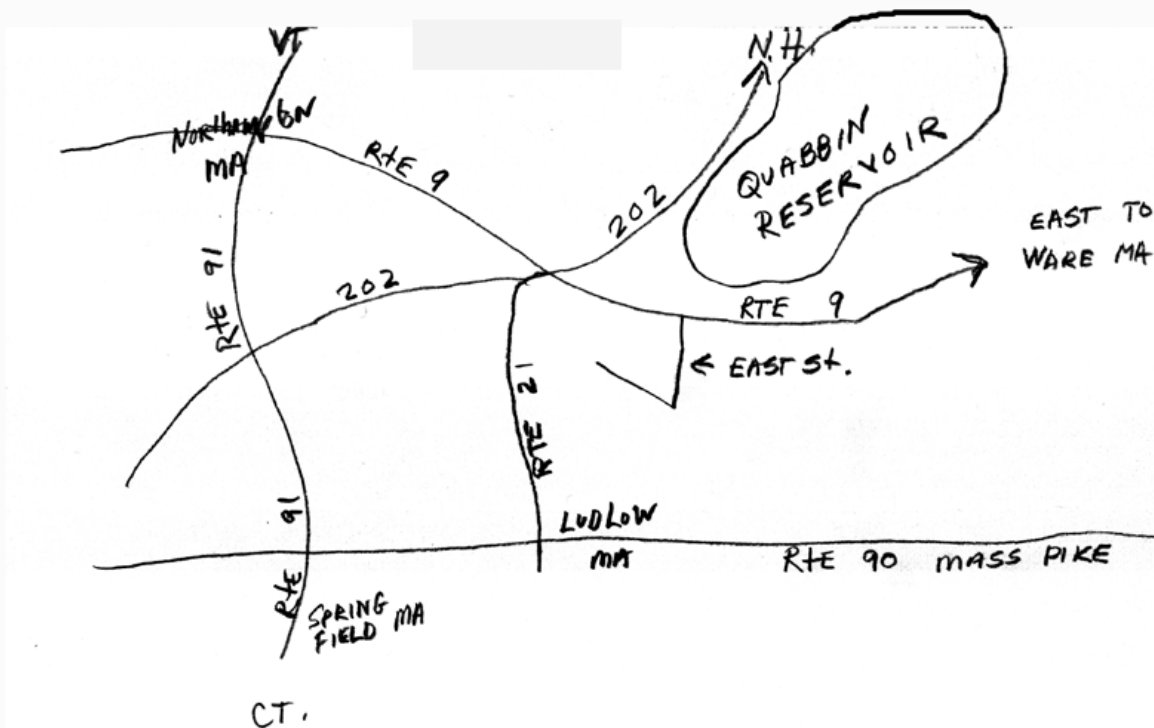 VT
N.H.
NORTHAMPTON
MA
RtE 9
202
QUABBIN
RESERVOIR
EAST TO
WARE MA
RtE 91
202
RTE 9
← EAST St.
RTE 21
91
LUDLOW
MA
RtE 90 MASS PIKE
RtE
SPRING
FIELD MA
CT.